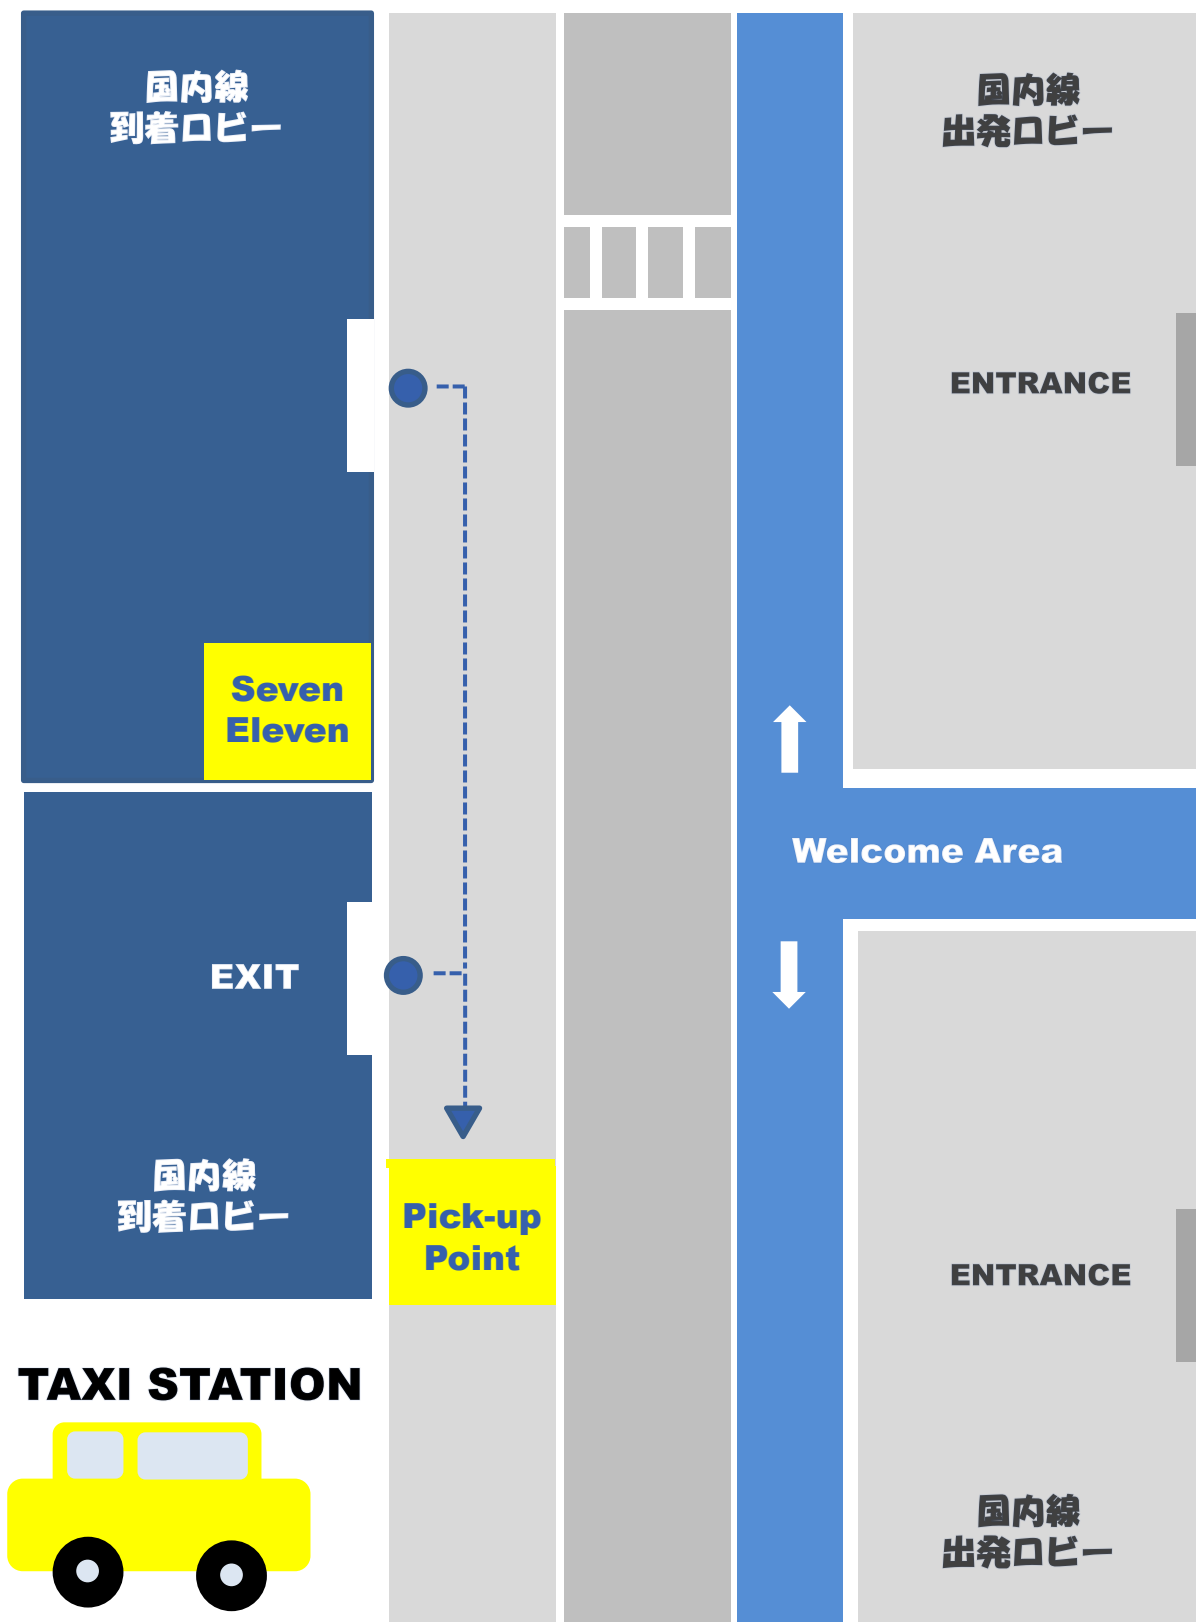 国内線
到着ロビー
国内線
出発ロビー
ENTRANCE
Seven
Eleven
Welcome Area
EXIT
国内線
到着ロビー
Pick-up
Point
ENTRANCE
TAXI STATION
国内線
出発ロビー